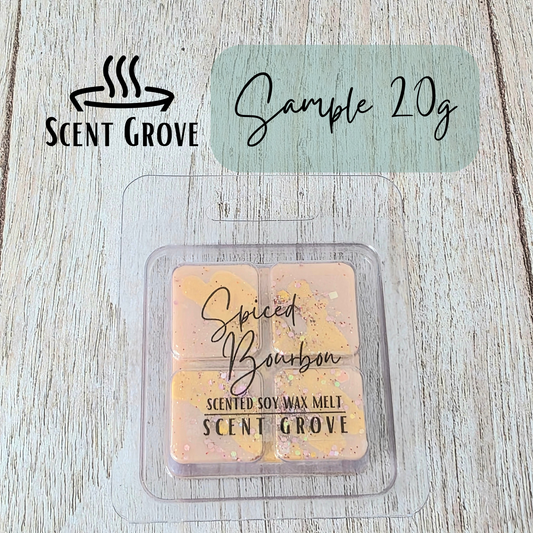 SCENT GROVE
Sample 20g
Spiced
Bourbon
SCENTED SOY WAX MELT
SCENT GROVE